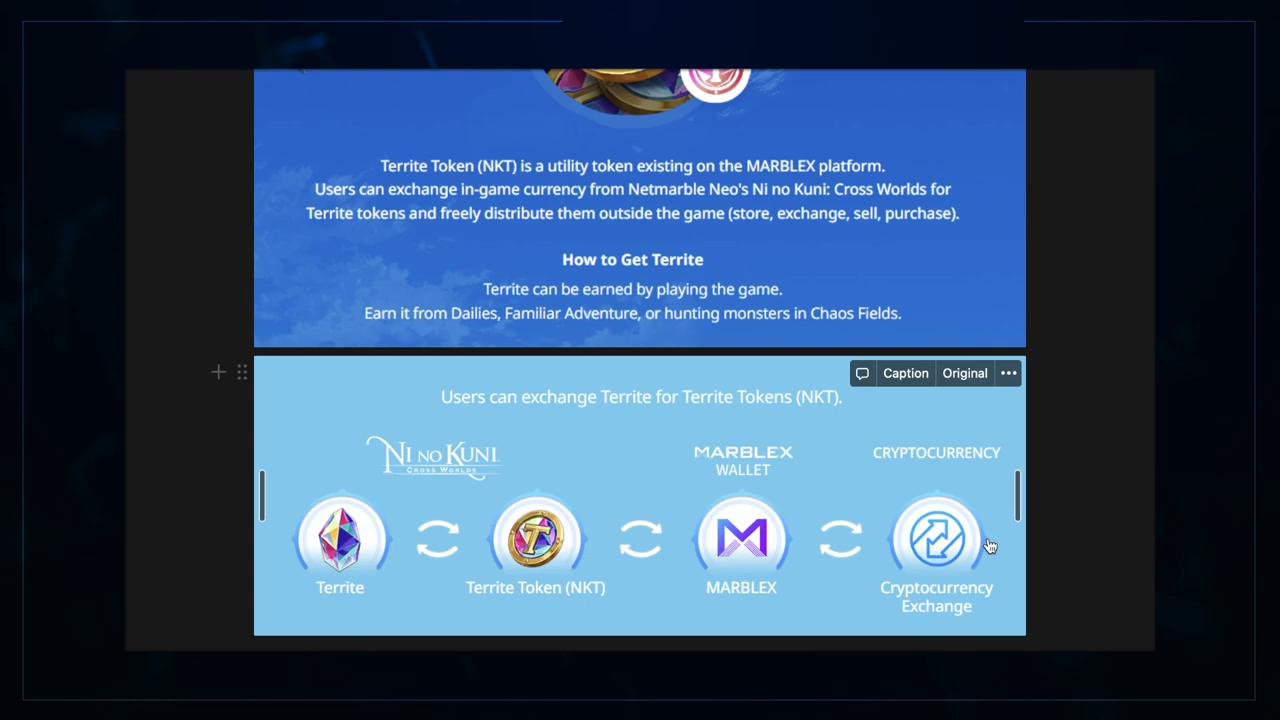 Territe Token (NKT) is a utility token existing on the MARBLEX platform.
Users can exchange in-game currency from Netmarble Neo's Ni no Kuni: Cross Worlds for
Territe tokens and freely distribute them outside the game (store, exchange, sell, purchase).
How to Get Territe
Territe can be earned by playing the game.
Earn it from Dailies, Familiar Adventure, or hunting monsters in Chaos Fields.
Caption Original
Users can exchange Territe for Territe Tokens (NKT).
NI NO KUNI
CROSS WORLDS
MARBLEX
WALLET
CRYPTOCURRENCY
Territe
Territe Token (NKT)
MARBLEX
Cryptocurrency
Exchange